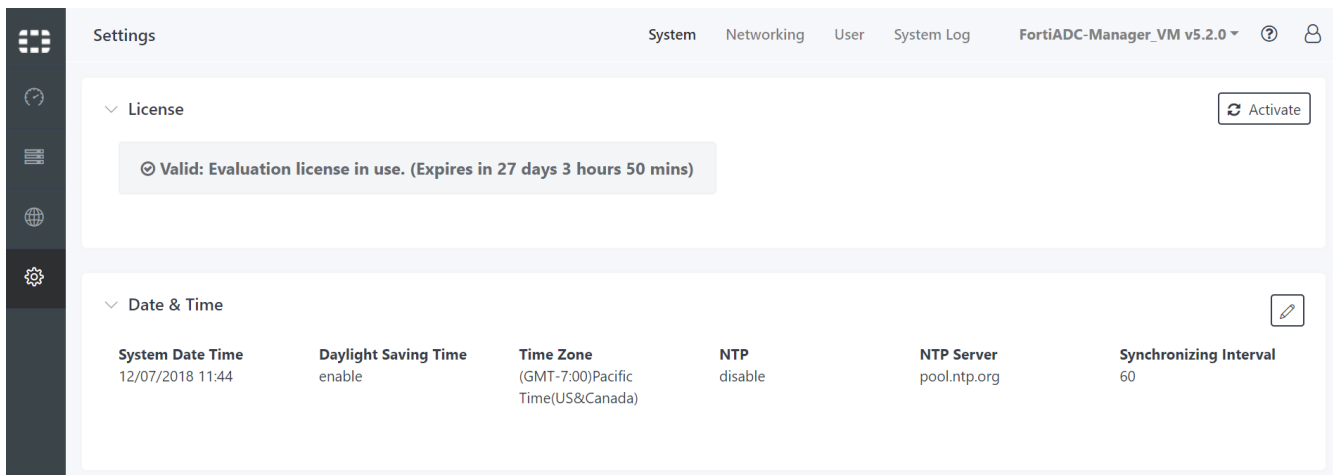 Settings
System Networking User System Log FortiADC-Manager_VM v5.2.0
License
Activate
Valid: Evaluation license in use. (Expires in 27 days 3 hours 50 mins)
Date & Time
System Date Time Daylight Saving Time Time Zone NTP NTP Server Synchronizing Interval
12/07/2018 11:44 enable (GMT-7:00)Pacific disable pool.ntp.org 60
Time(US&Canada)